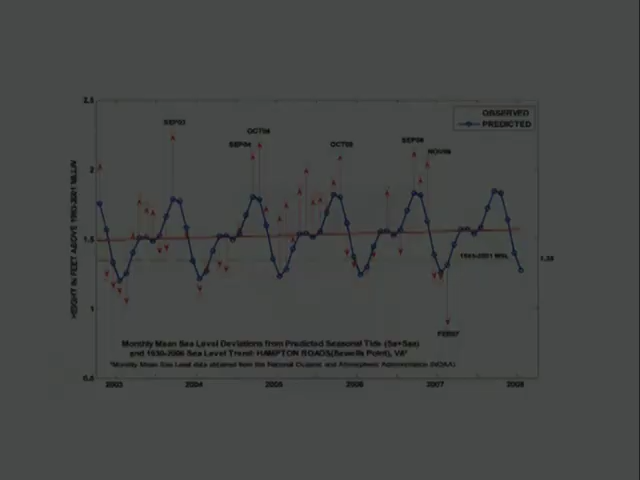 2.5
OBSERVED
PREDICTED
SEP03
OCT04
SEP04
OCT05
SEP06
NOV06
2
HEIGHT IN FEET ABOVE 1983-2001 MLLW
1.5
1983-2001 MSL
1.35
1
FEB07
Monthly Mean Sea Level Deviations from Predicted Seasonal Tide (Sa+Ssa)
and 1930-2006 Sea Level Trend: HAMPTON ROADS(Sewells Point), VA*
*Monthly Mean Sea Level data obtained from the National Oceanic and Atmospheric Administration (NOAA)
0.5
2003 2004 2005 2006 2007 2008